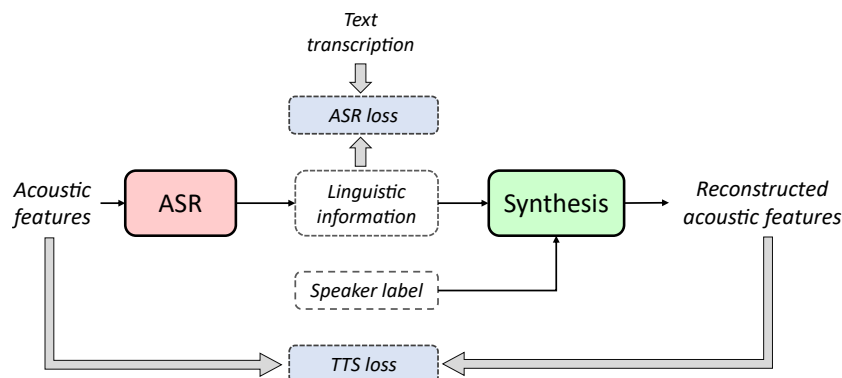 Text
transcription
ASR loss
Acoustic
features
ASR
Linguistic
information
Synthesis
Reconstructed
acoustic features
Speaker label
TTS loss